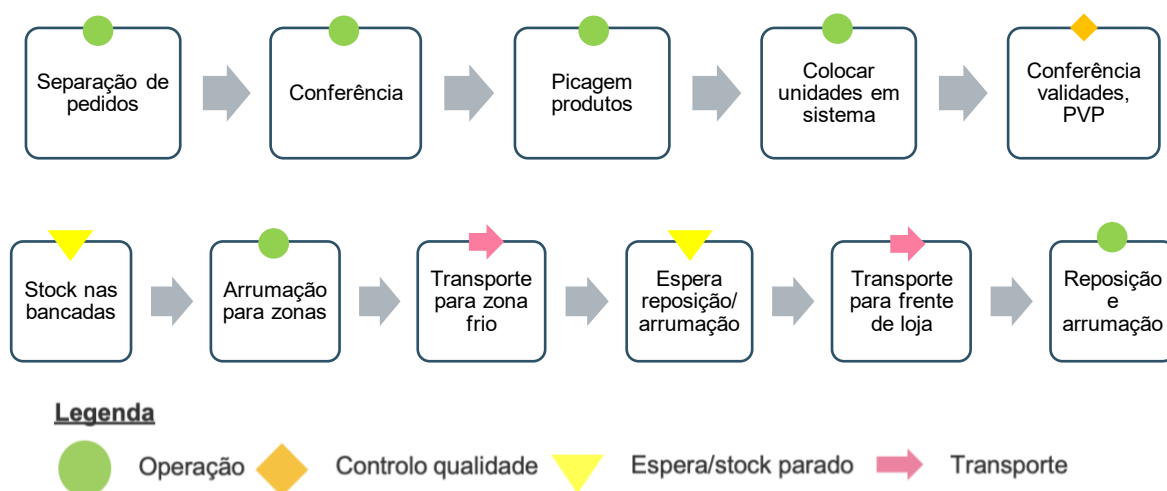 Separação de
pedidos
Conferência
Picagem
produtos
Colocar
unidades em
sistema
Conferência
validades,
PVP
Stock nas
bancadas
Arrumação
para zonas
Transporte
para zona
frio
Espera
reposição/
arrumação
Transporte
para frente
de loja
Reposição
e
arrumação
Legenda
Operação
Controlo qualidade
Espera/stock parado
Transporte